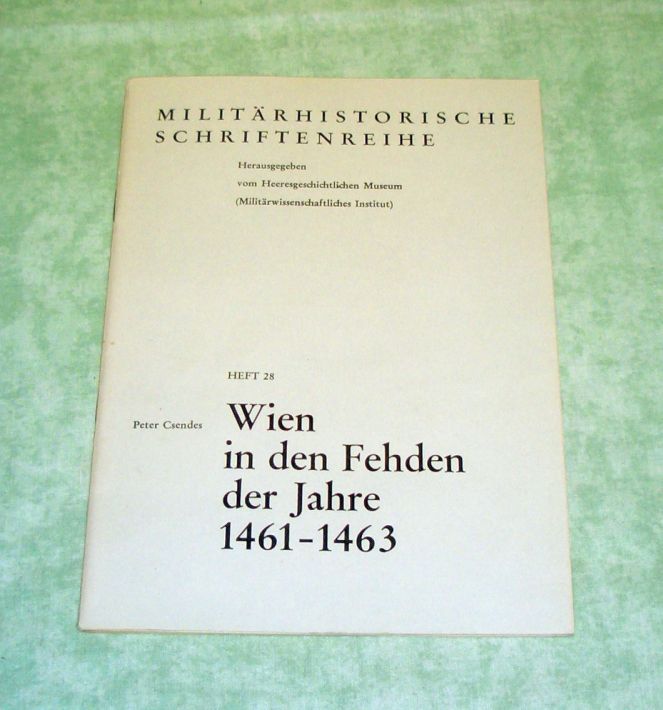 MILITÄRHISTORISCHE
SCHRIFTENREIHE
Herausgegeben
vom Heeresgeschichtlichen Museum
(Militärwissenschaftliches Institut)
HEFT 28
Peter Csendes
Wien
in den Fehden
der Jahre
1461–1463